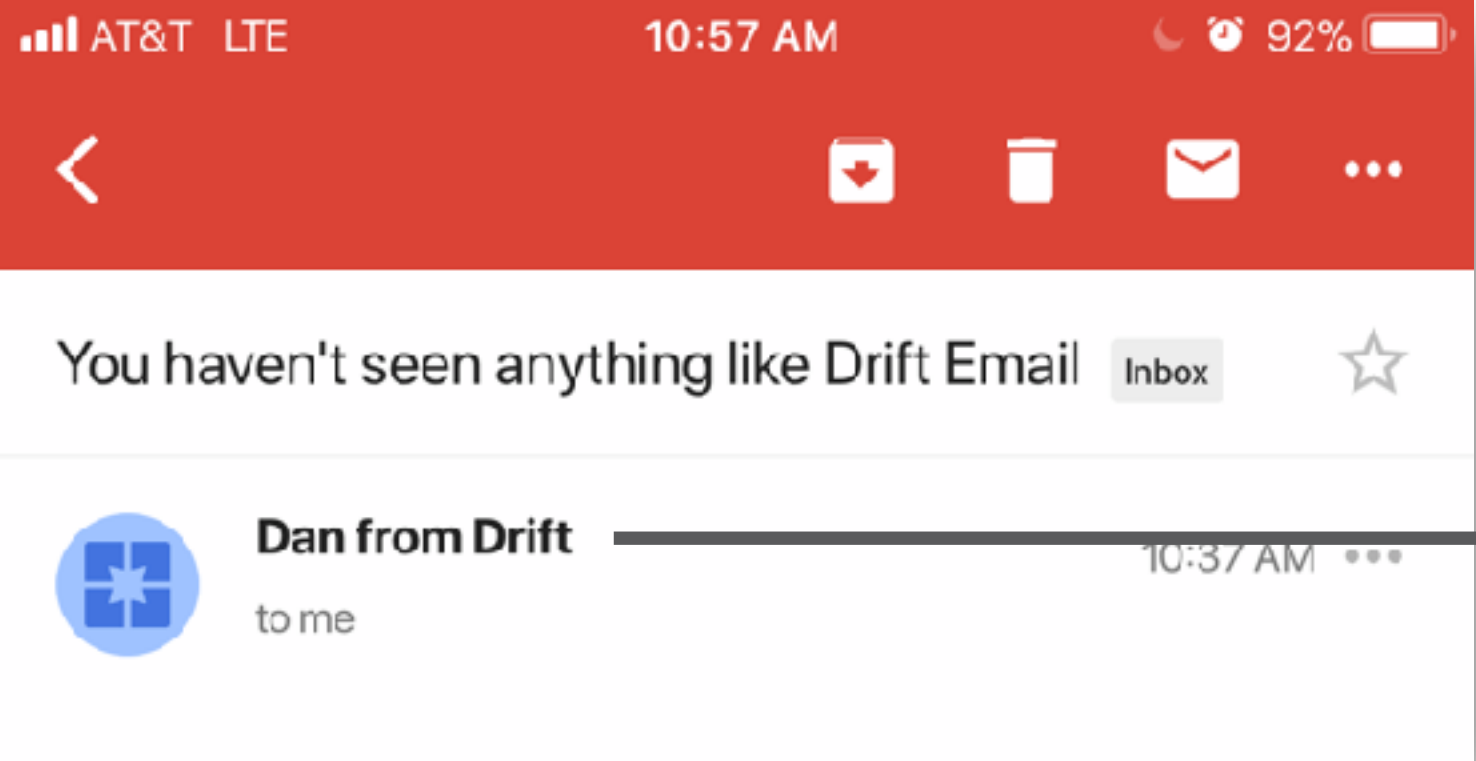 AT&T LTE 10:57 AM 92%
You haven't seen anything like Drift Email Inbox
Dan from Drift
10:37 AM
to me